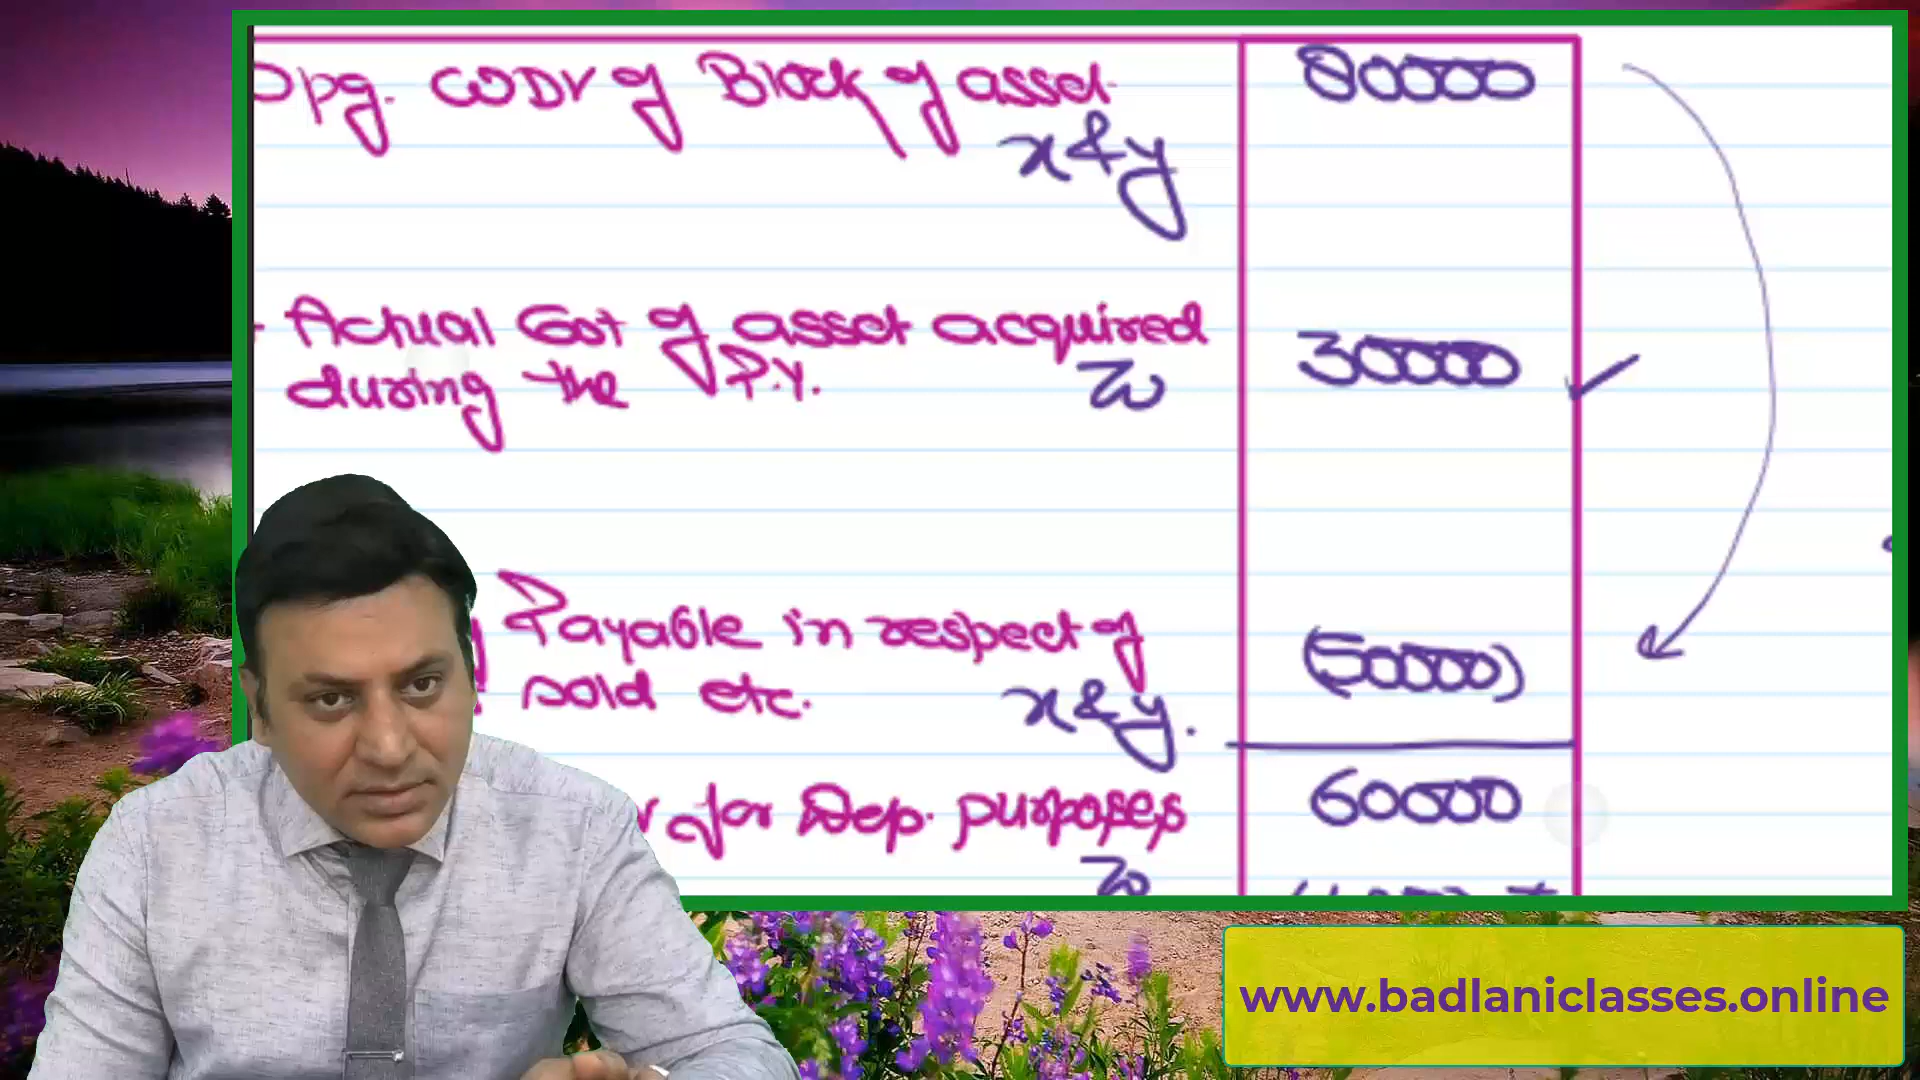 Opg. WDV of Block of asset 80000
x & y
Actual Cost of asset acquired 30000
during the P.Y. Z
Payable in respect of (50000)
sold etc. x & y.
for Dep. purposes 60000
Z
www.badlaniclasses.online